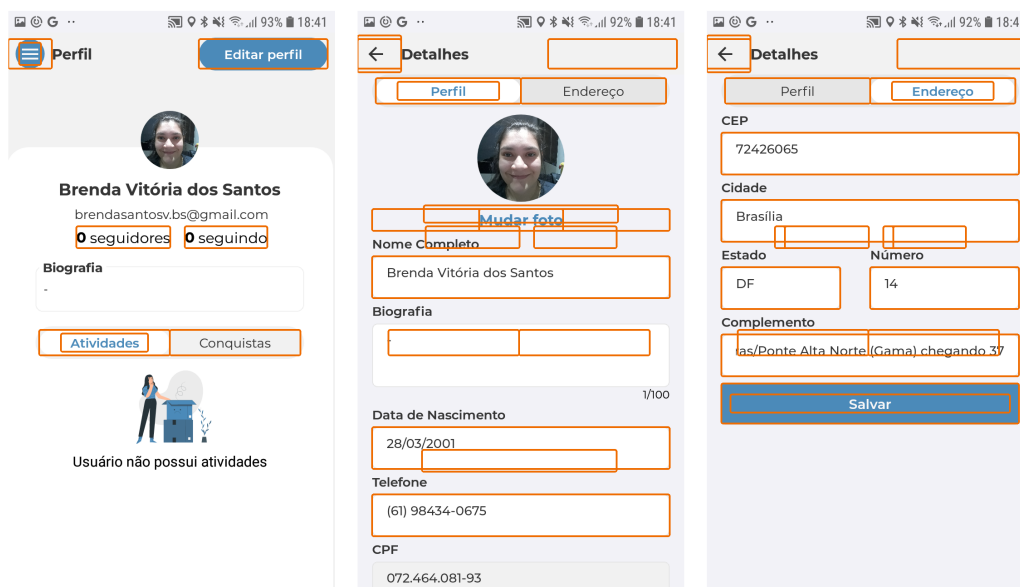 G ·· 93% 18:41
Perfil Editar perfil
Brenda Vitória dos Santos
brendasantosv.bs@gmail.com
0 seguidores 0 seguindo
Biografia
-
Atividades Conquistas
Usuário não possui atividades
G ·· 92% 18:41
Detalhes
Perfil Endereço
Mudar foto
Nome Completo
Brenda Vitória dos Santos
Biografia
-
1/100
Data de Nascimento
28/03/2001
Telefone
(61) 98434-0675
CPF
072.464.081-93
G ·· 92% 18:4
Detalhes
Perfil Endereço
CEP
72426065
Cidade
Brasília
Estado Número
DF 14
Complemento
ras/Ponte Alta Norte (Gama) chegando 37
Salvar